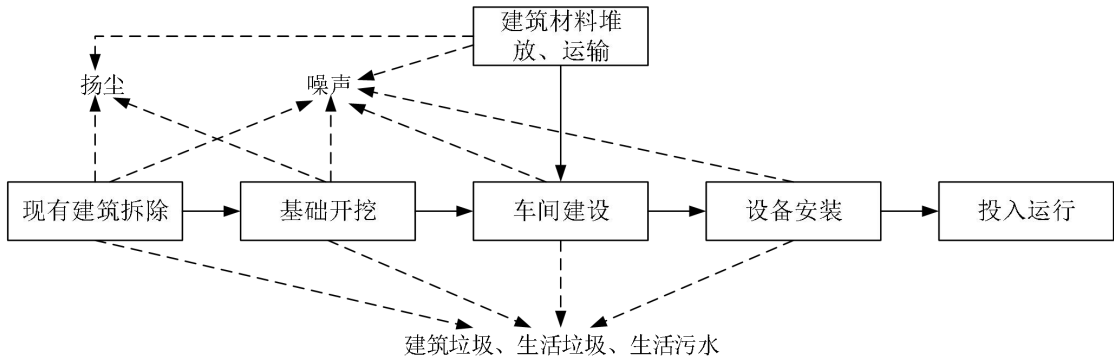 建筑材料堆
放、运输
扬尘
噪声
现有建筑拆除
基础开挖
车间建设
设备安装
投入运行
建筑垃圾、生活垃圾、生活污水